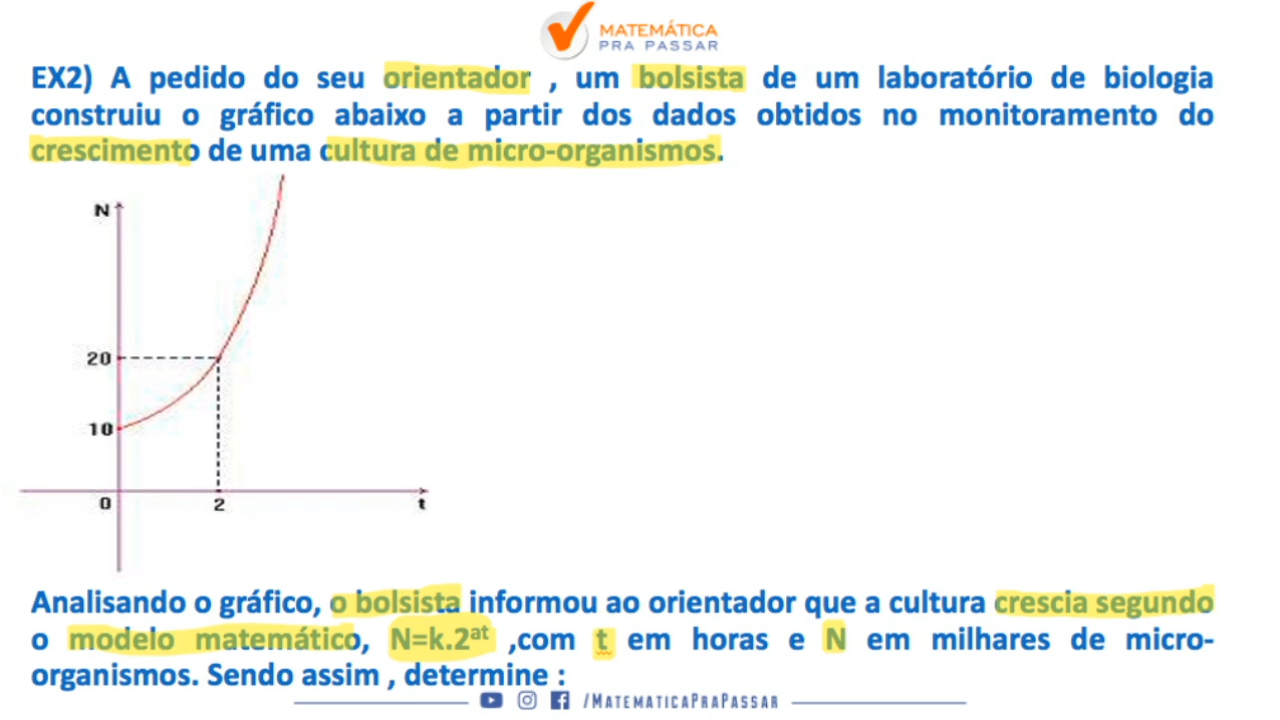 MATEMÁTICA
PRA PASSAR
EX2) A pedido do seu orientador , um bolsista de um laboratório de biologia
construiu o gráfico abaixo a partir dos dados obtidos no monitoramento do
crescimento de uma cultura de micro-organismos.
N
20
10
0 2 t
Analisando o gráfico, o bolsista informou ao orientador que a cultura crescia segundo
o modelo matemático, N=k.2ᵃᵗ ,com t em horas e N em milhares de micro-
organismos. Sendo assim , determine :
/MATEMATICAPRAPASSAR